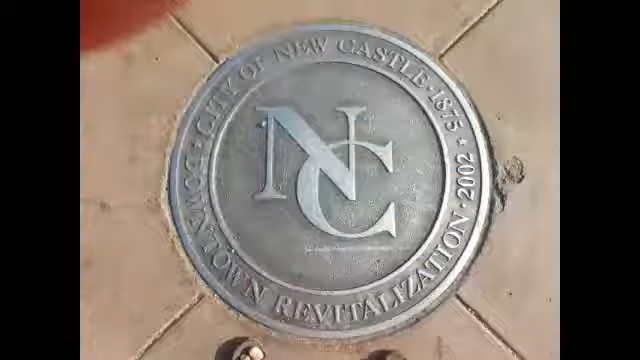 CITY OF NEW CASTLE · 1875
DOWNTOWN REVITALIZATION · 2002
NC